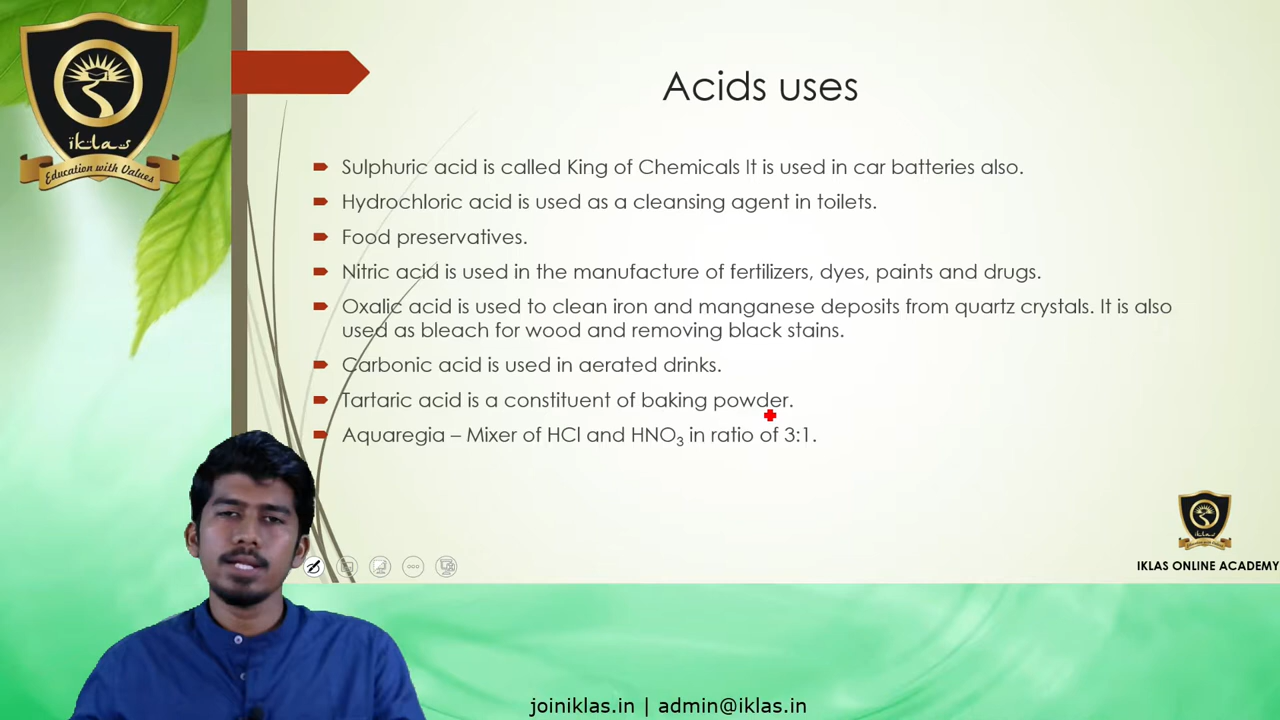 iklas
Education with Values
Acids uses
Sulphuric acid is called King of Chemicals It is used in car batteries also.
Hydrochloric acid is used as a cleansing agent in toilets.
Food preservatives.
Nitric acid is used in the manufacture of fertilizers, dyes, paints and drugs.
Oxalic acid is used to clean iron and manganese deposits from quartz crystals. It is also
used as bleach for wood and removing black stains.
Carbonic acid is used in aerated drinks.
Tartaric acid is a constituent of baking powder.
Aquaregia – Mixer of HCl and HNO₃ in ratio of 3:1.
IKLAS ONLINE ACADEMY
joiniklas.in | admin@iklas.in